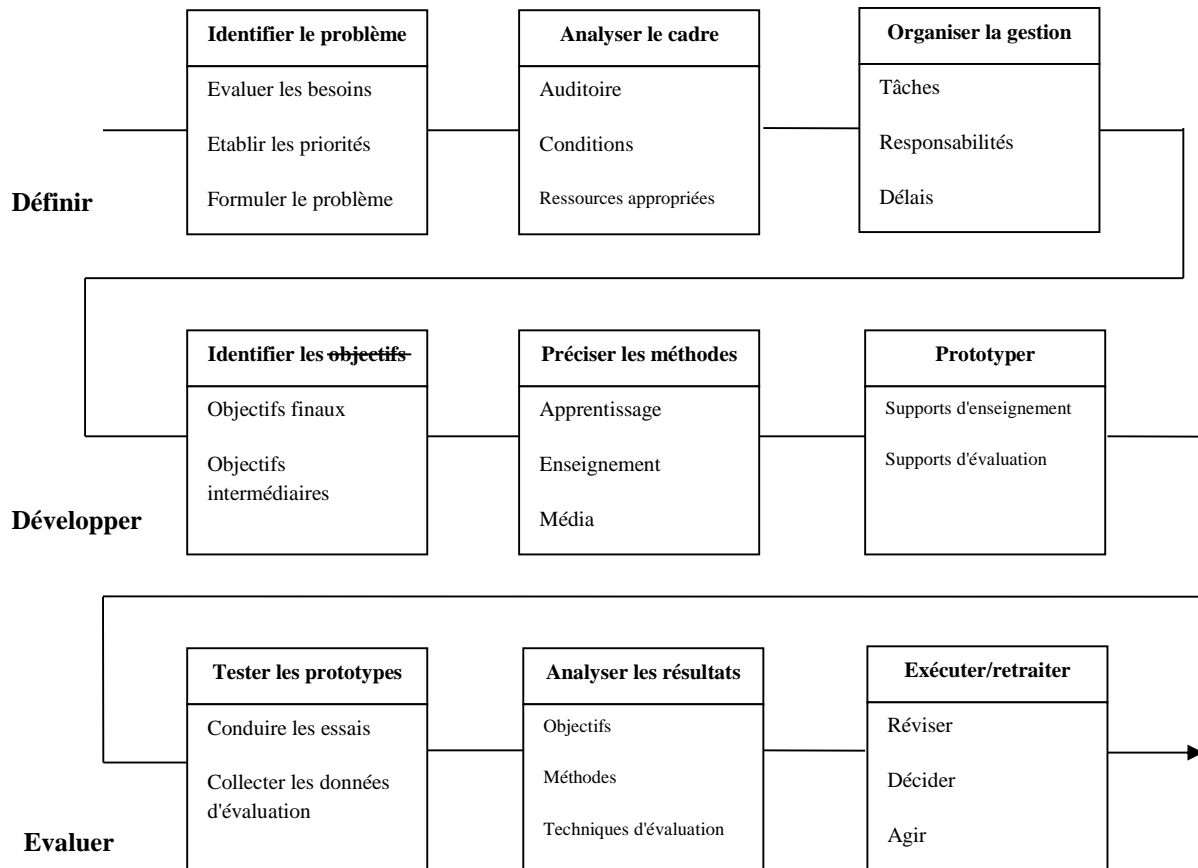 Identifier le problème
Evaluer les besoins
Etablir les priorités
Formuler le problème
Analyser le cadre
Auditoire
Conditions
Ressources appropriées
Organiser la gestion
Tâches
Responsabilités
Délais
Définir
Identifier les objectifs
Objectifs finaux
Objectifs
intermédiaires
Préciser les méthodes
Apprentissage
Enseignement
Média
Prototyper
Supports d'enseignement
Supports d'évaluation
Développer
Tester les prototypes
Conduire les essais
Collecter les données
d'évaluation
Analyser les résultats
Objectifs
Méthodes
Techniques d'évaluation
Exécuter/retraiter
Réviser
Décider
Agir
Evaluer